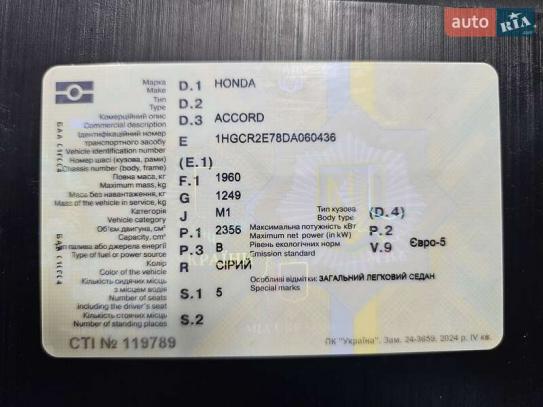 auto RIA.com
Марка D.1 HONDA
Make
Тип D.2
Type
Комерційний опис D.3 ACCORD
Commercial description
Ідентифікаційний номер
транспортного засобу E 1HGCR2E78DA060436
Vehicle identification number
Номер шасі (кузова, рами) (E.1)
Chassis number (body, frame)
Повна маса, кг F.1 1960
Maximum mass, kg
Маса без навантаження, кг G 1249
Mass of the vehicle in service, kg
Категорія J M1 Тип кузова (D.4)
Vehicle category Body type
Об'єм двигуна, см³ P.1 2356 Максимальна потужність кВт P.2
Capacity, cm³ Maximum net power (in kW)
Тип палива або джерела енергії P.3 B Рівень екологічних норм V.9 Євро-5
Type of fuel or power source Emission standard
Колір R СІРИЙ
Color of the vehicle Особливі відмітки: ЗАГАЛЬНИЙ ЛЕГКОВИЙ СЕДАН
Кількість сидячих місць Special marks
з місцем водія S.1 5
Number of seats
including the driver's seat
Кількість стоячих місць S.2
Number of standing places
СТІ № 119789
ПК "Україна". Зам. 24-3659. 2024 р. IV кв.